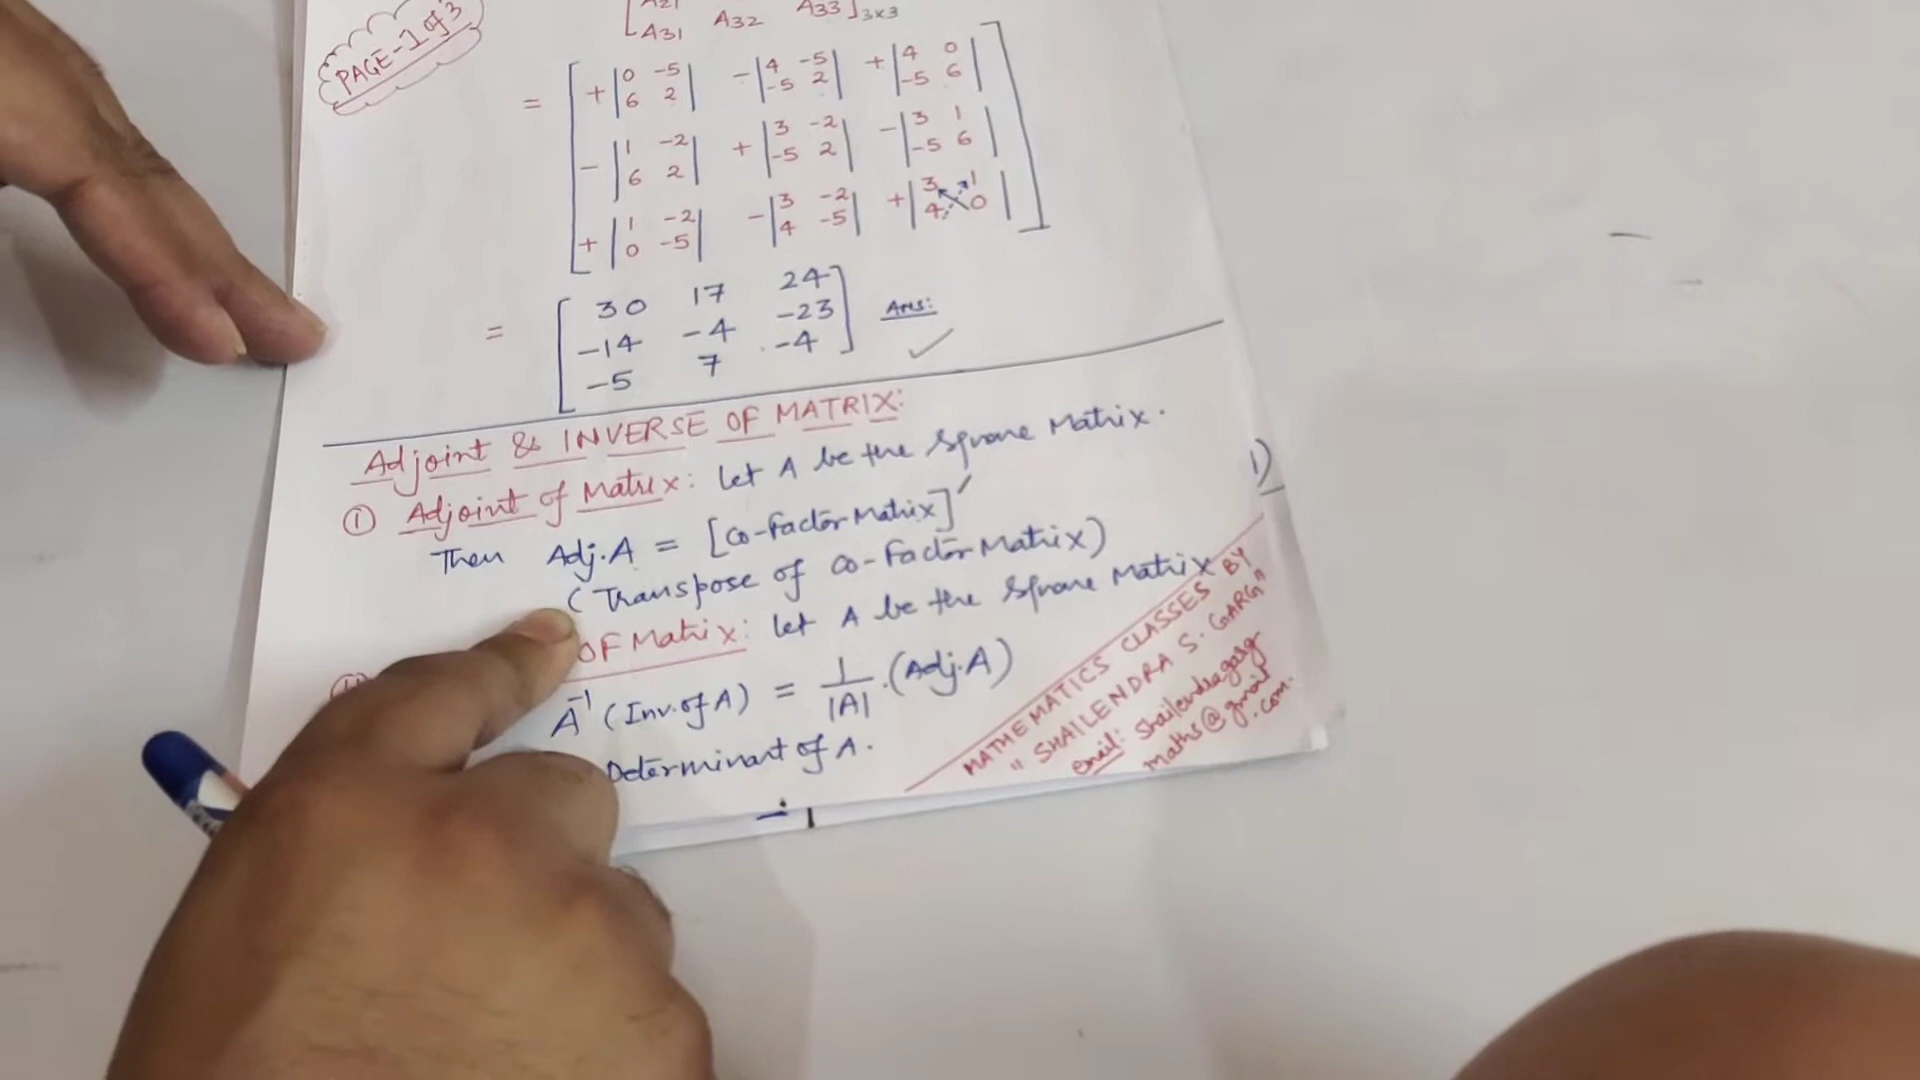 PAGE-1 of 3
A21 A33 3×3
A31 A32
= + |0 -5| - |4 -5| + |4 0|
|6 2| |-5 2| |-5 6|
- |1 -2| + |3 -2| - |3 1|
|6 2| |-5 2| |-5 6|
+ |1 -2| - |3 -2| + |3 1|
|0 -5| |4 -5| |4 0|
= 30 17 24
-14 -4 -23 Ans:
-5 7 -4
Adjoint & INVERSE OF MATRIX:
① Adjoint of Matrix: Let A be the square Matrix.
Then Adj.A = [Co-factor Matrix]′
(Transpose of Co-Factor Matrix)
OF Matrix: Let A be the square Matrix
A⁻¹ (Inv. of A) = 1/|A| . (Adj.A)
Determinant of A.
1)
MATHEMATICS CLASSES BY
"SHAILENDRA S. GARG"
email: Shailendragarg
maths@gmail
.com.